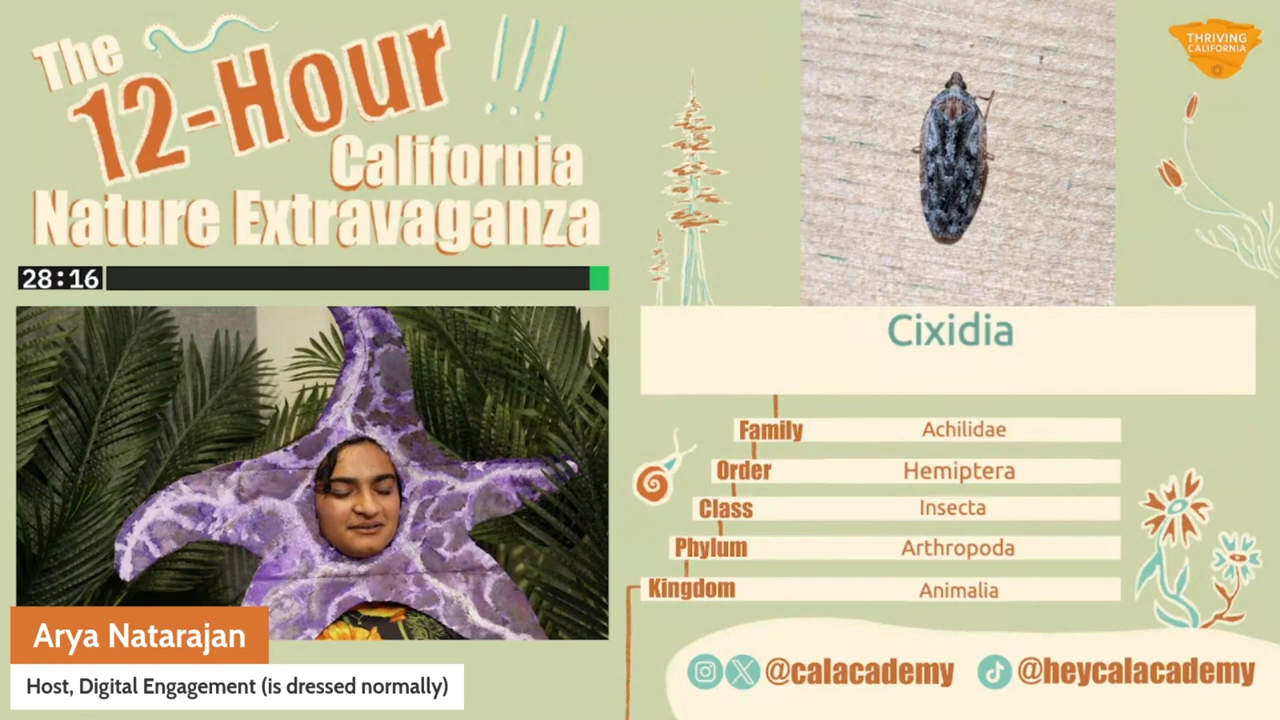 The
12-Hour !!!
California
Nature Extravaganza
28:16
Arya Natarajan
Host, Digital Engagement (is dressed normally)
THRIVING
CALIFORNIA
Cixidia
Family Achilidae
Order Hemiptera
Class Insecta
Phylum Arthropoda
Kingdom Animalia
@calacademy @heycalacademy